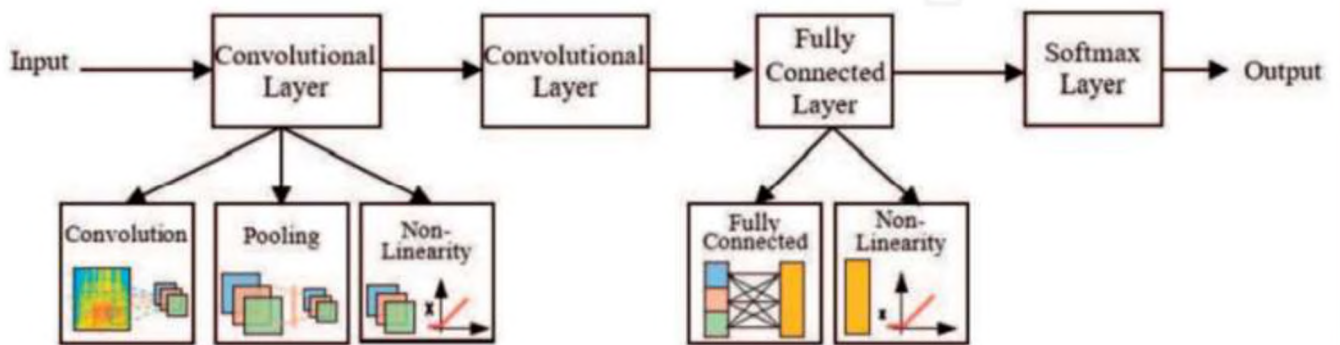 Input
Convolutional
Layer
Convolutional
Layer
Fully
Connected
Layer
Softmax
Layer
Output
Convolution
Pooling
Non-
Linearity
X
Fully
Connected
Non-
Linearity
x